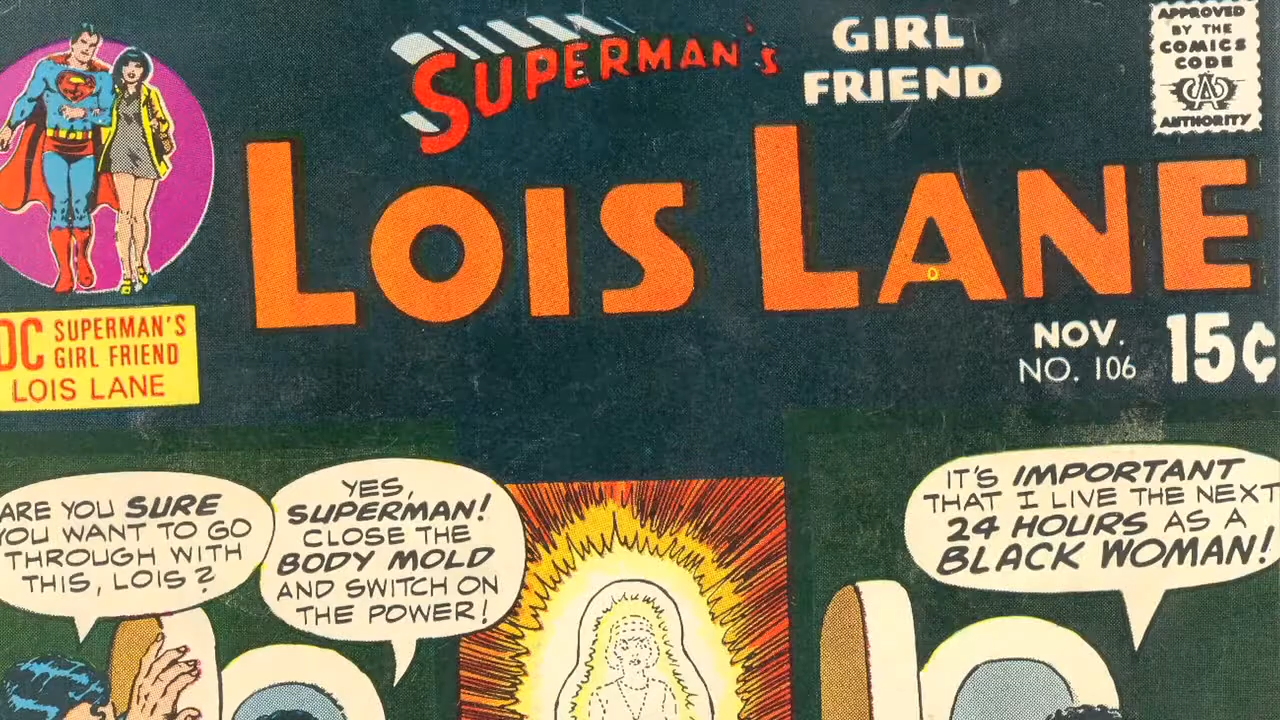 SUPERMAN's
GIRL
FRIEND
LOIS LANE
APPROVED
BY THE
COMICS
CODE
CA
AUTHORITY
DC SUPERMAN'S
GIRL FRIEND
LOIS LANE
NOV.
NO. 106
15¢
ARE YOU SURE
YOU WANT TO GO
THROUGH WITH
THIS, LOIS?
YES,
SUPERMAN!
CLOSE THE
BODY MOLD
AND SWITCH ON
THE POWER!
IT'S IMPORTANT
THAT I LIVE THE NEXT
24 HOURS AS A
BLACK WOMAN!